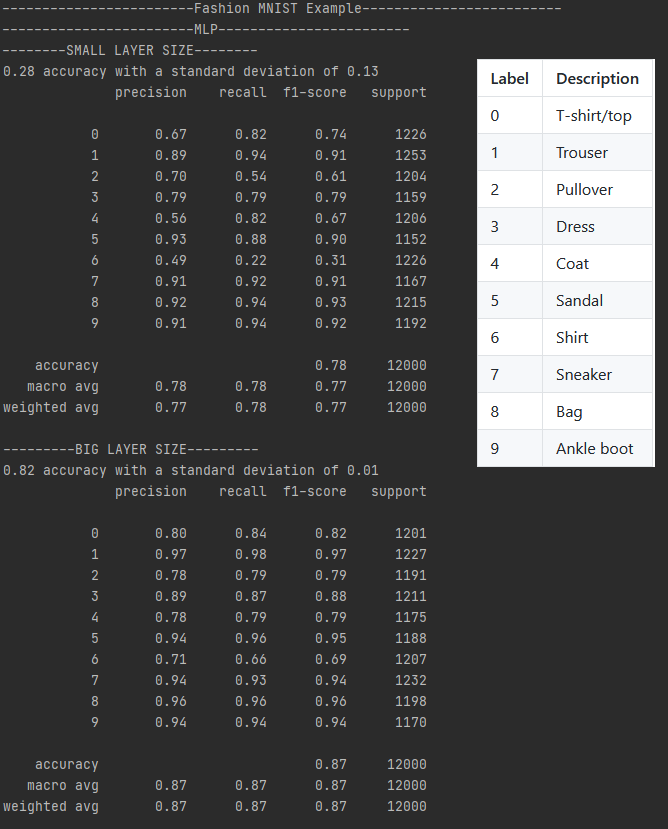 ------------------------Fashion MNIST Example-------------------------
------------------------MLP------------------------
--------SMALL LAYER SIZE--------
0.28 accuracy with a standard deviation of 0.13
precision recall f1-score support
0 0.67 0.82 0.74 1226
1 0.89 0.94 0.91 1253
2 0.70 0.54 0.61 1204
3 0.79 0.79 0.79 1159
4 0.56 0.82 0.67 1206
5 0.93 0.88 0.90 1152
6 0.49 0.22 0.31 1226
7 0.91 0.92 0.91 1167
8 0.92 0.94 0.93 1215
9 0.91 0.94 0.92 1192
accuracy 0.78 12000
macro avg 0.78 0.78 0.77 12000
weighted avg 0.77 0.78 0.77 12000
---------BIG LAYER SIZE---------
0.82 accuracy with a standard deviation of 0.01
precision recall f1-score support
0 0.80 0.84 0.82 1201
1 0.97 0.98 0.97 1227
2 0.78 0.79 0.79 1191
3 0.89 0.87 0.88 1211
4 0.78 0.79 0.79 1175
5 0.94 0.96 0.95 1188
6 0.71 0.66 0.69 1207
7 0.94 0.93 0.94 1232
8 0.96 0.96 0.96 1198
9 0.94 0.94 0.94 1170
accuracy 0.87 12000
macro avg 0.87 0.87 0.87 12000
weighted avg 0.87 0.87 0.87 12000
Label Description
0 T-shirt/top
1 Trouser
2 Pullover
3 Dress
4 Coat
5 Sandal
6 Shirt
7 Sneaker
8 Bag
9 Ankle boot